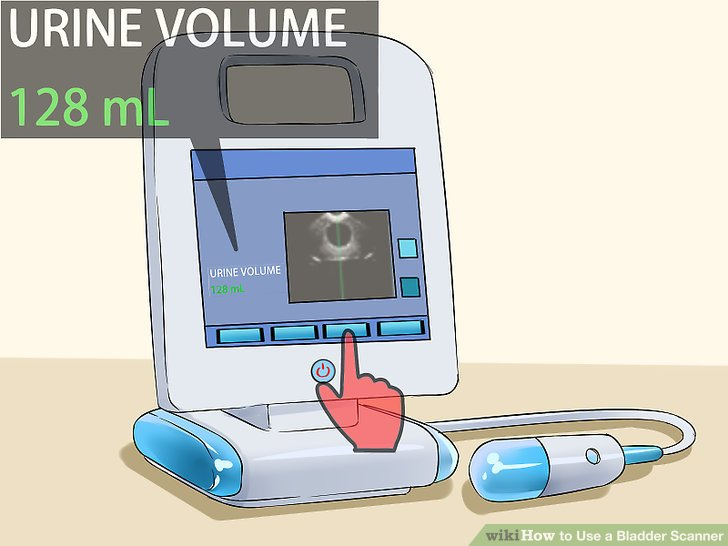 URINE VOLUME
128 mL
URINE VOLUME
128 mL
wikiHow to Use a Bladder Scanner